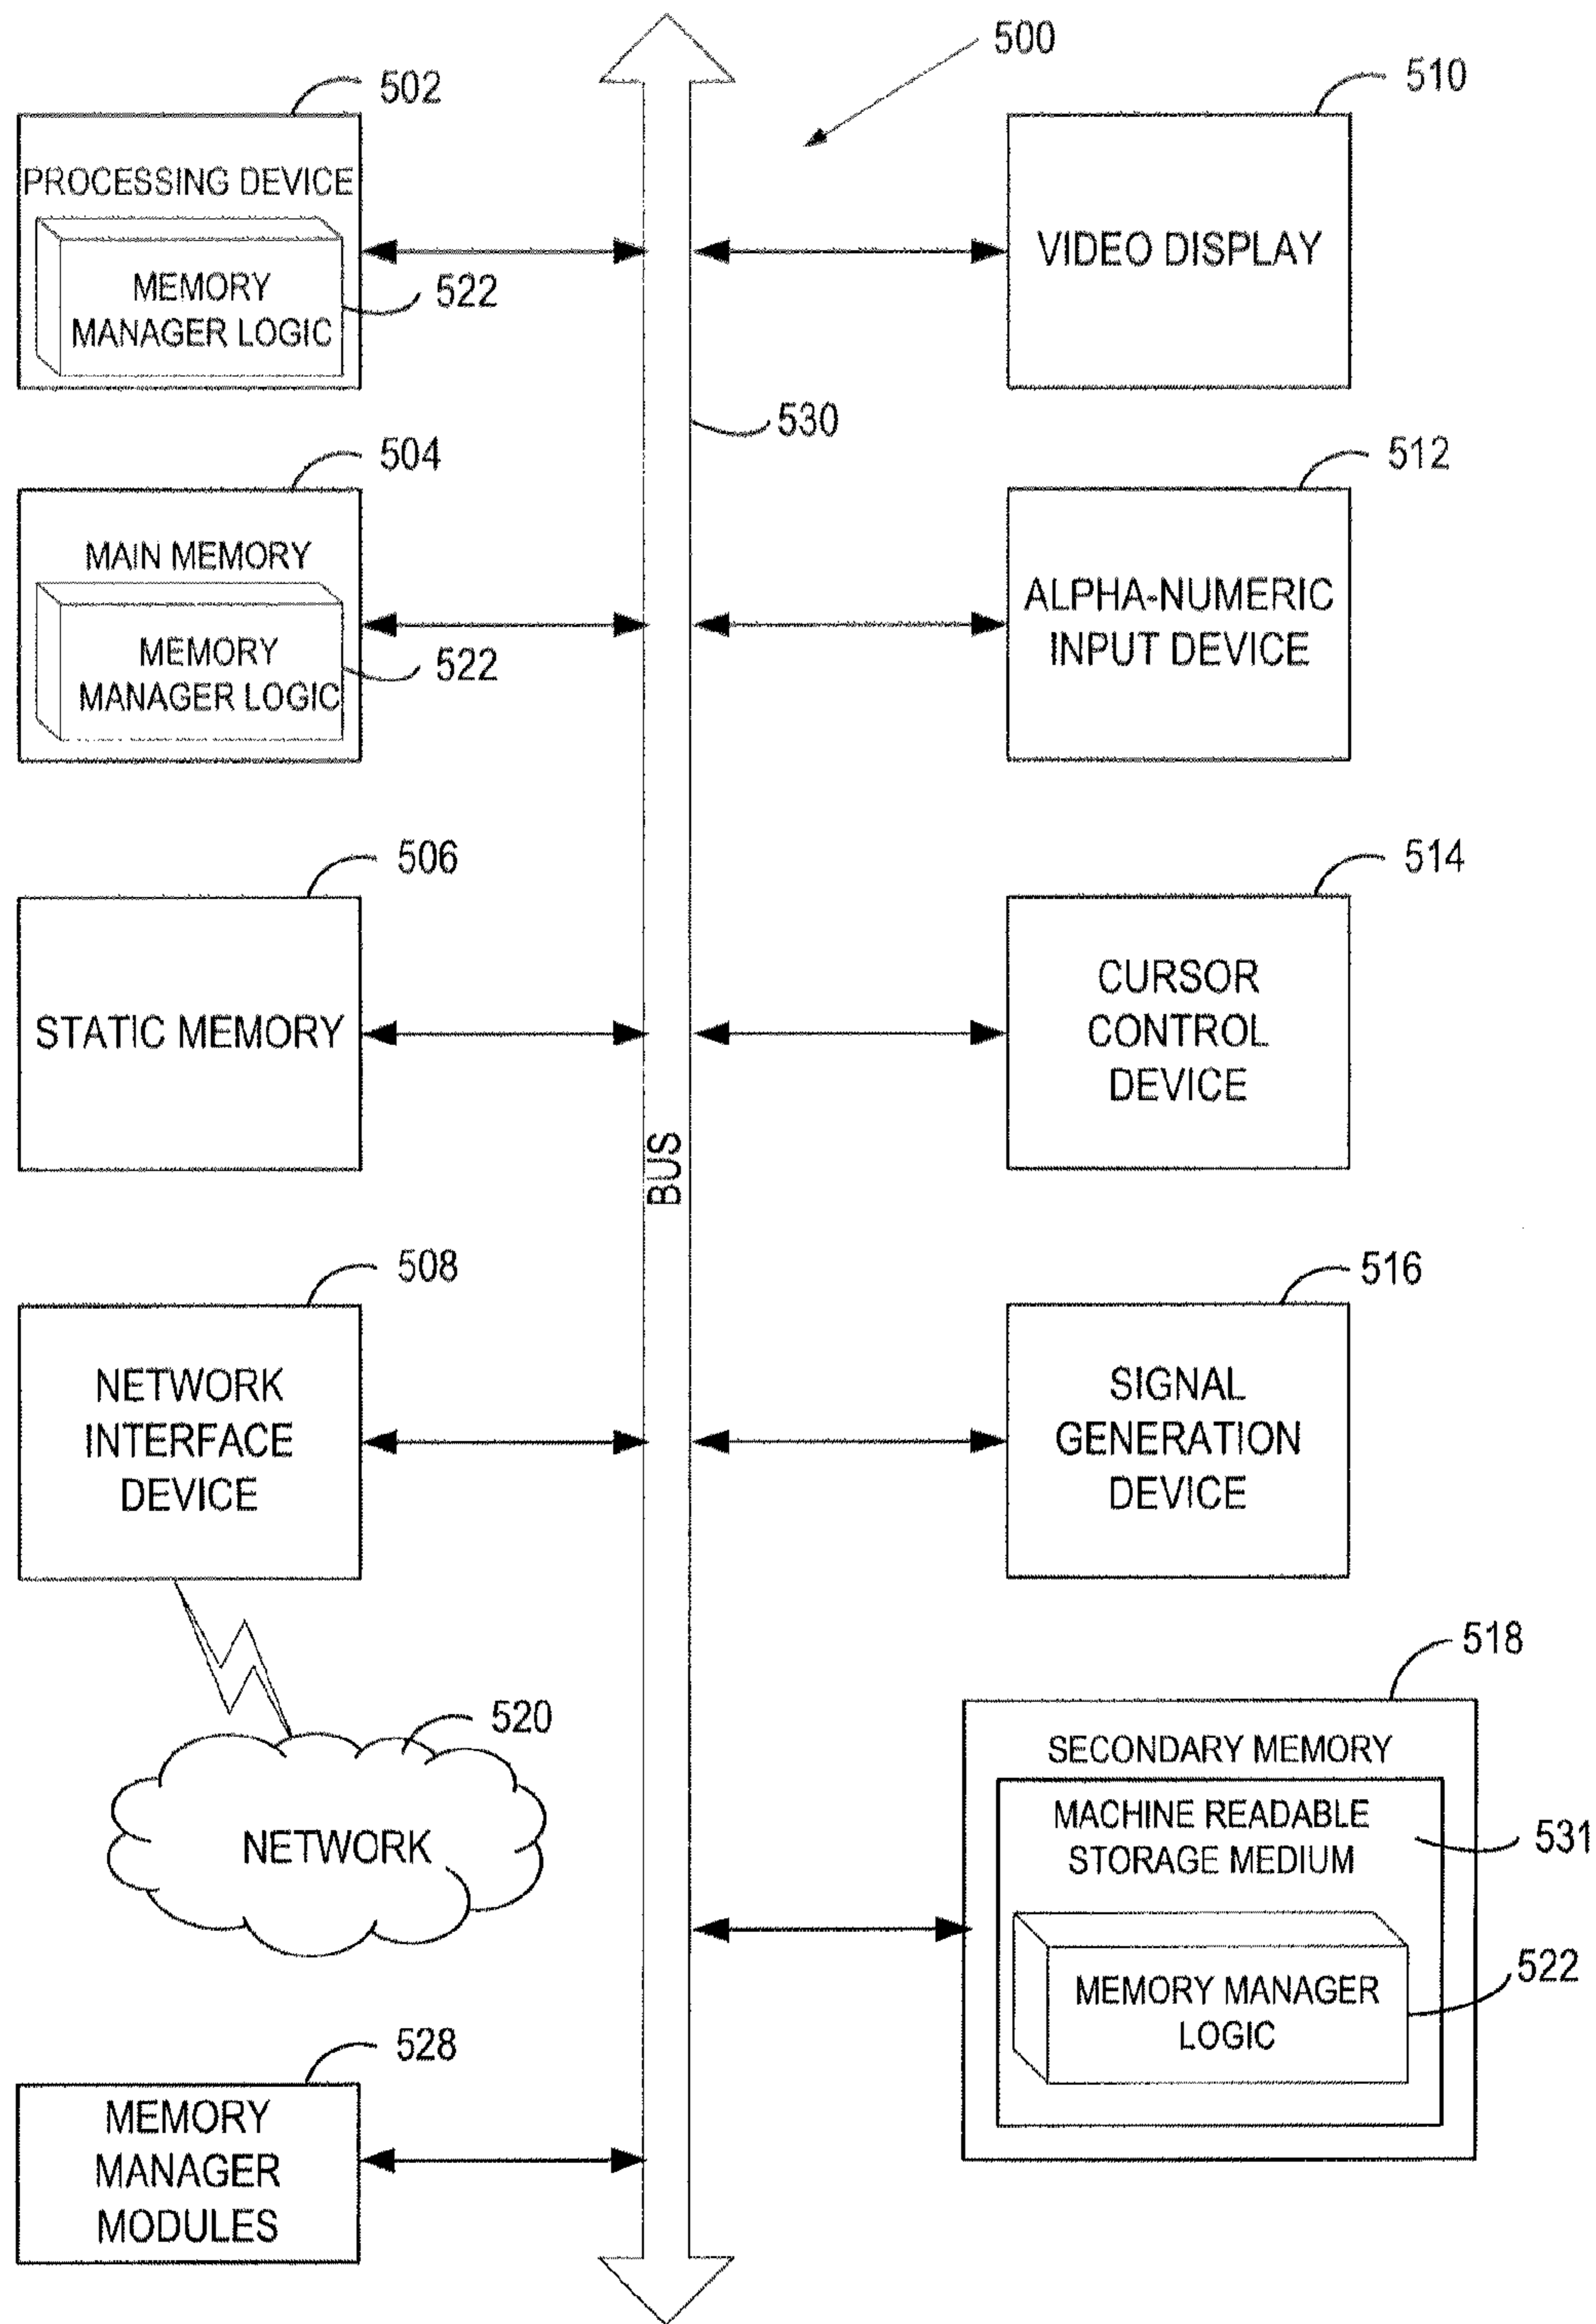 500
502
PROCESSING DEVICE
MEMORY
MANAGER LOGIC
522
504
MAIN MEMORY
MEMORY
MANAGER LOGIC
522
506
STATIC MEMORY
508
NETWORK
INTERFACE
DEVICE
520
NETWORK
528
MEMORY
MANAGER
MODULES
530
BUS
510
VIDEO DISPLAY
512
ALPHA-NUMERIC
INPUT DEVICE
514
CURSOR
CONTROL
DEVICE
516
SIGNAL
GENERATION
DEVICE
518
SECONDARY MEMORY
MACHINE READABLE
STORAGE MEDIUM
531
MEMORY MANAGER
LOGIC
522